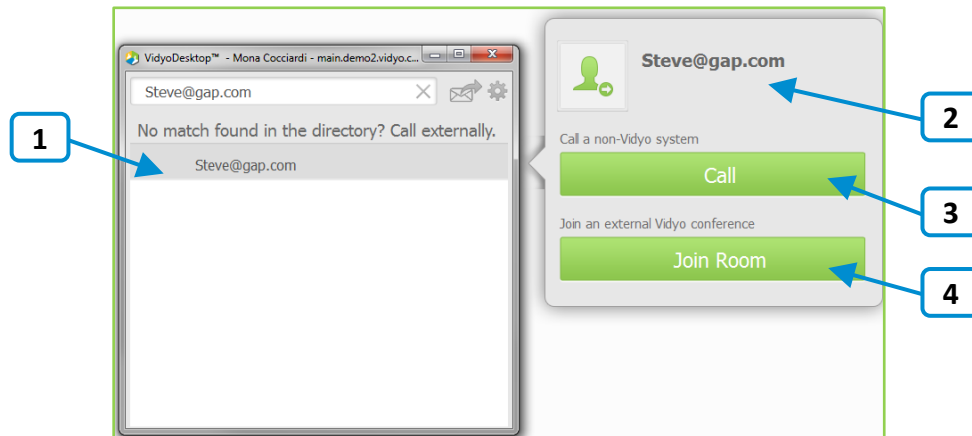 VidyoDesktop™ - Mona Cocciardi - main.demo2.vidyo.c...
Steve@gap.com
No match found in the directory? Call externally.
Steve@gap.com
1
Steve@gap.com
2
Call a non-Vidyo system
Call
3
Join an external Vidyo conference
Join Room
4